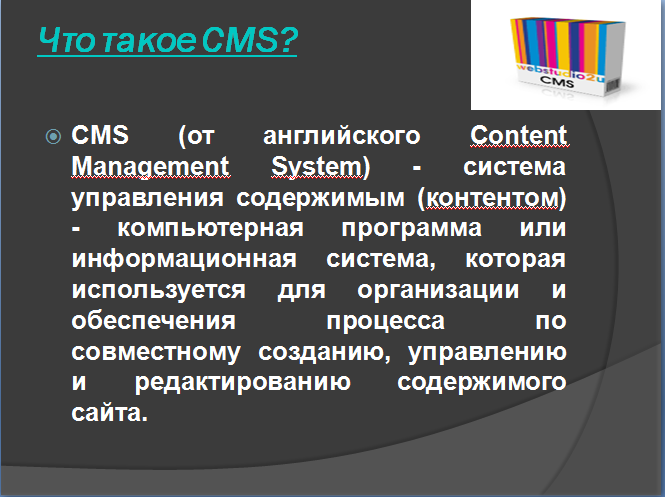 Что такое CMS?
webstudio2u
CMS
CMS (от английского Content
Management System) - система
управления содержимым (контентом)
- компьютерная программа или
информационная система, которая
используется для организации и
обеспечения процесса по
совместному созданию, управлению
и редактированию содержимого
сайта.